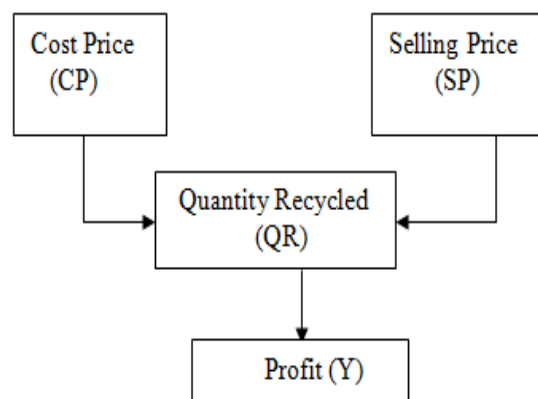 Cost Price
(CP)
Selling Price
(SP)
Quantity Recycled
(QR)
Profit (Y)